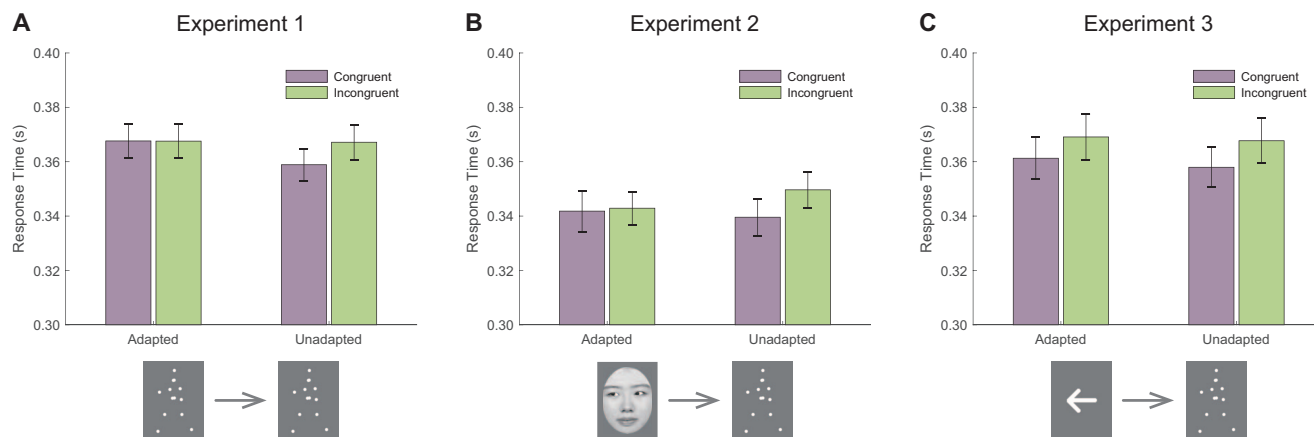 A Experiment 1
0.40
0.38
0.36
0.34
0.32
0.30
Response Time (s)
Congruent
Incongruent
Adapted Unadapted
B Experiment 2
0.40
0.38
0.36
0.34
0.32
0.30
Response Time (s)
Congruent
Incongruent
Adapted Unadapted
C Experiment 3
0.40
0.38
0.36
0.34
0.32
0.30
Response Time (s)
Congruent
Incongruent
Adapted Unadapted